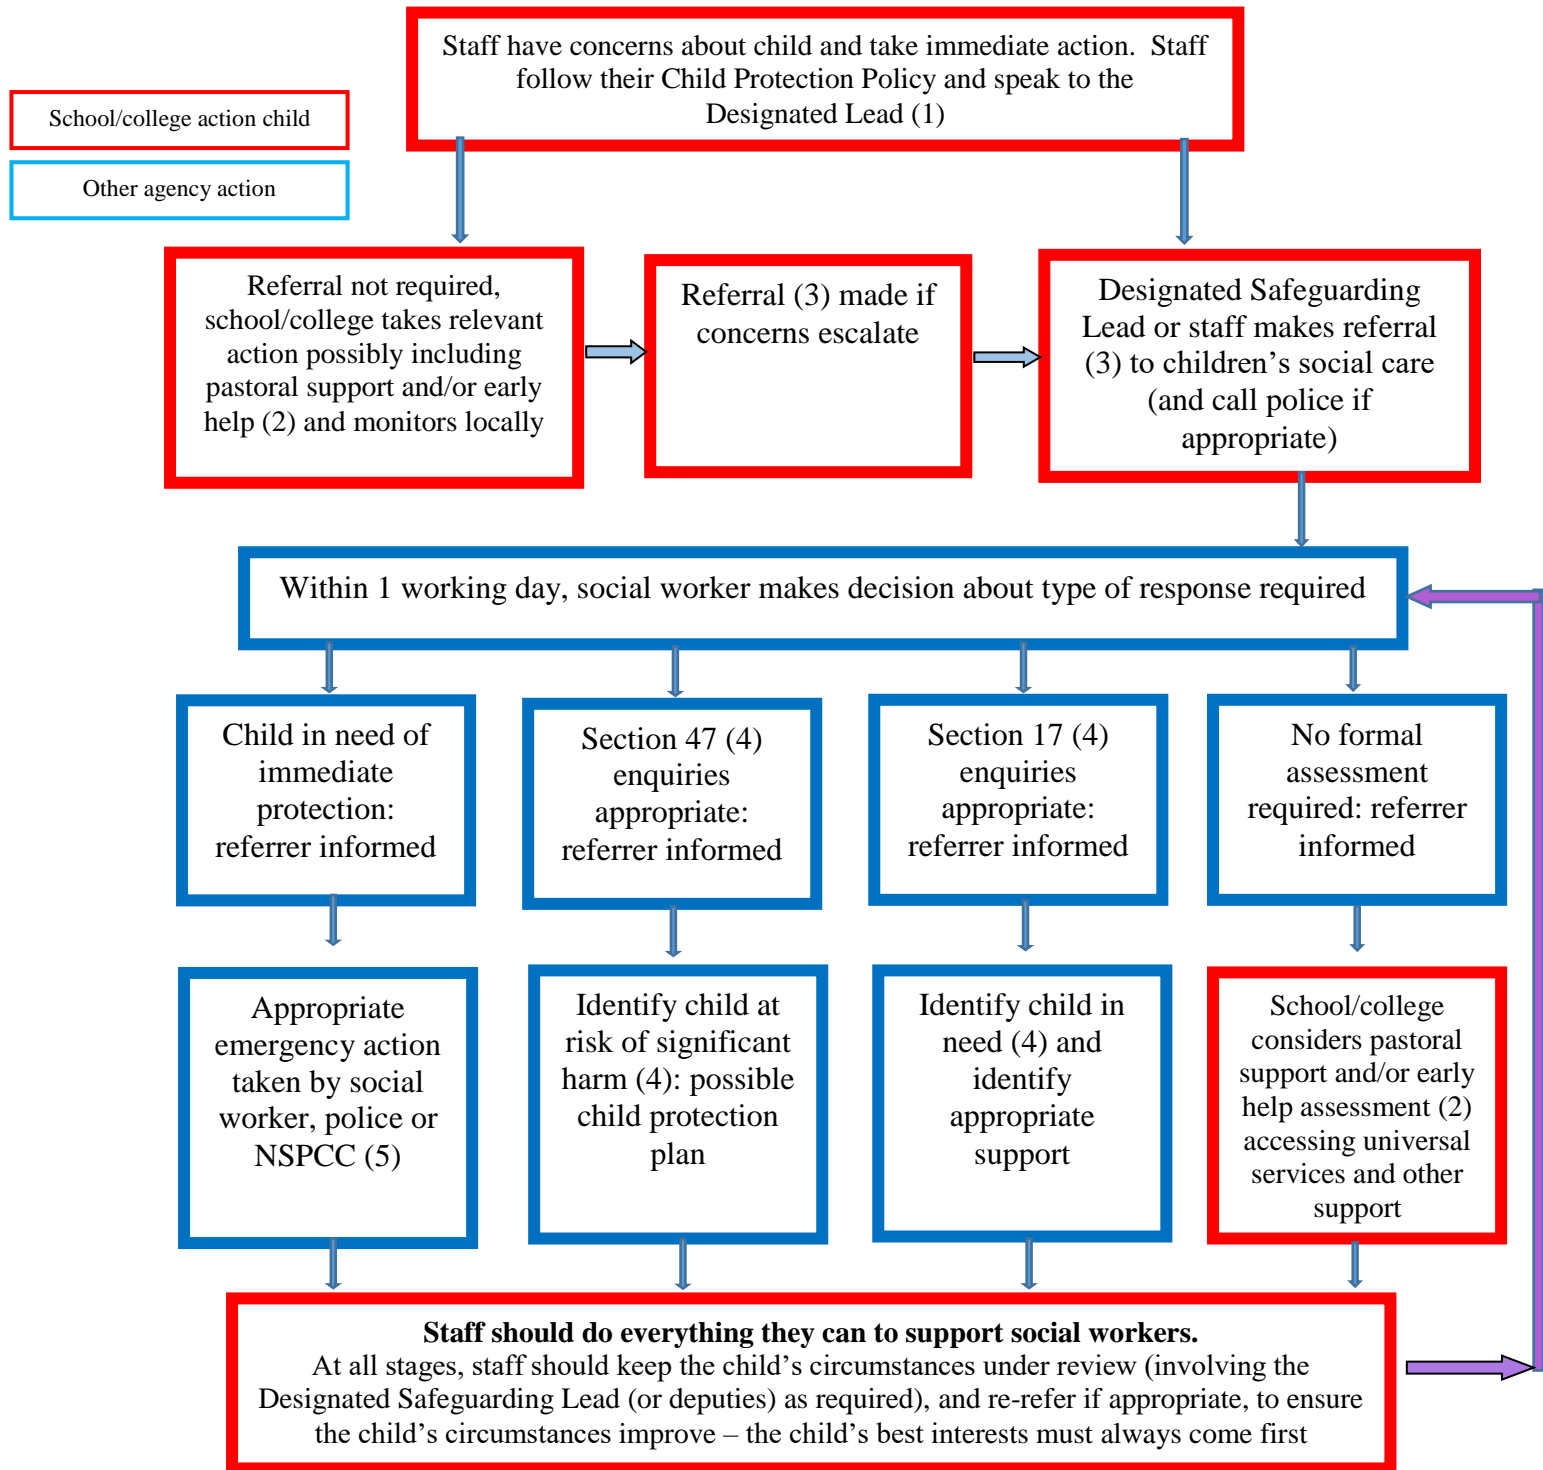 Staff have concerns about child and take immediate action.  Staff
follow their Child Protection Policy and speak to the
Designated Lead (1)
School/college action child
Other agency action
Referral not required,
school/college takes relevant
action possibly including
pastoral support and/or early
help (2) and monitors locally
Referral (3) made if
concerns escalate
Designated Safeguarding
Lead or staff makes referral
(3) to children’s social care
(and call police if
appropriate)
Within 1 working day, social worker makes decision about type of response required
Child in need of
immediate
protection:
referrer informed
Section 47 (4)
enquiries
appropriate:
referrer informed
Section 17 (4)
enquiries
appropriate:
referrer informed
No formal
assessment
required: referrer
informed
Appropriate
emergency action
taken by social
worker, police or
NSPCC (5)
Identify child at
risk of significant
harm (4): possible
child protection
plan
Identify child in
need (4) and
identify
appropriate
support
School/college
considers pastoral
support and/or early
help assessment (2)
accessing universal
services and other
support
Staff should do everything they can to support social workers.
At all stages, staff should keep the child’s circumstances under review (involving the
Designated Safeguarding Lead (or deputies) as required), and re-refer if appropriate, to ensure
the child’s circumstances improve – the child’s best interests must always come first